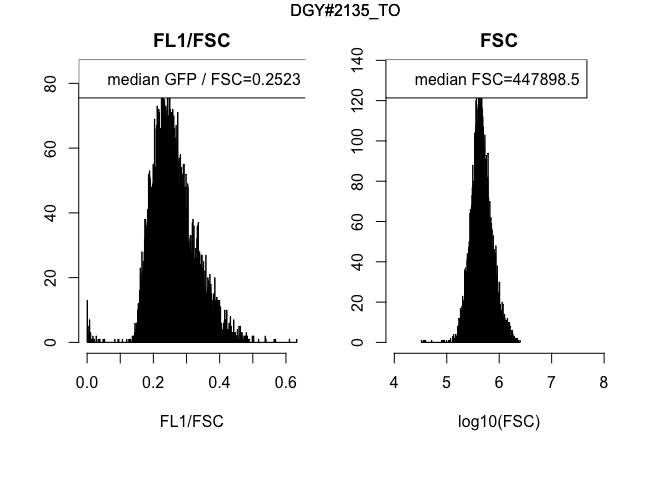 DGY#2135_TO
FL1/FSC
median GFP / FSC=0.2523
80
60
40
20
0
0.0 0.2 0.4 0.6
FL1/FSC
FSC
median FSC=447898.5
140
120
100
80
60
40
20
0
4 5 6 7 8
log10(FSC)